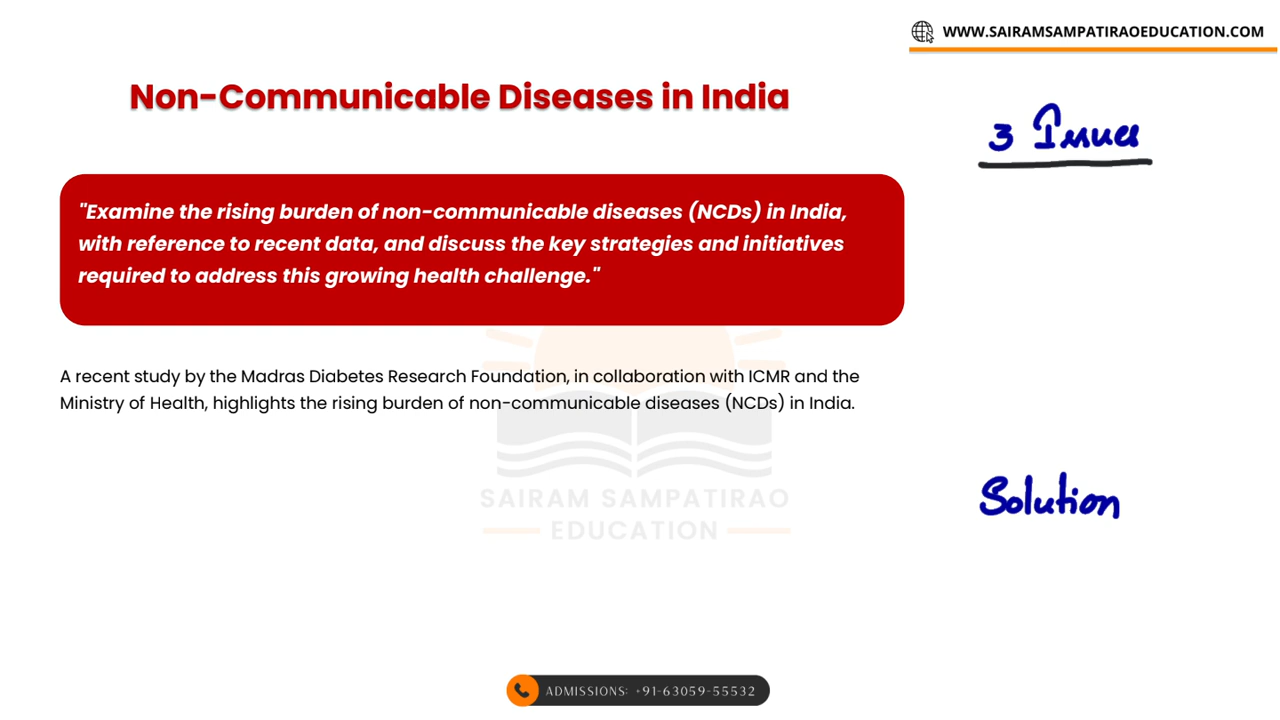 WWW.SAIRAMSAMPATIRAOEDUCATION.COM
Non-Communicable Diseases in India
3 Issues
"Examine the rising burden of non-communicable diseases (NCDs) in India,
with reference to recent data, and discuss the key strategies and initiatives
required to address this growing health challenge."
A recent study by the Madras Diabetes Research Foundation, in collaboration with ICMR and the
Ministry of Health, highlights the rising burden of non-communicable diseases (NCDs) in India.
SAIRAM SAMPATIRAO
EDUCATION
Solution
ADMISSIONS: +91-63059-55532